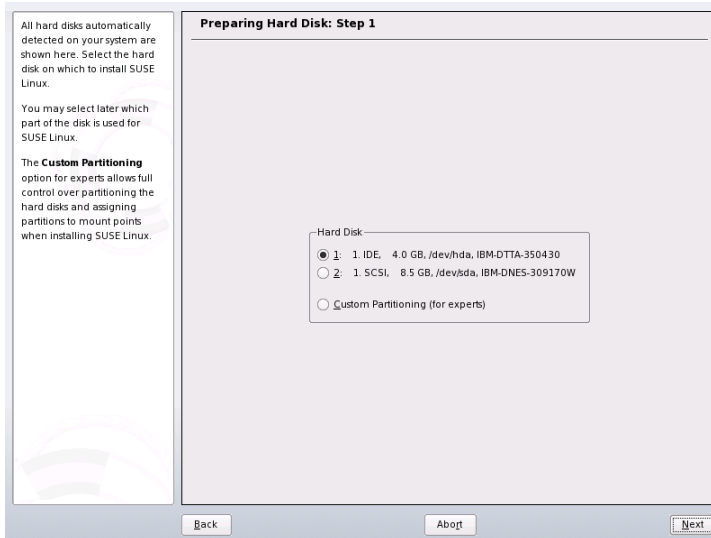 All hard disks automatically
detected on your system are
shown here. Select the hard
disk on which to install SUSE
Linux.
You may select later which
part of the disk is used for
SUSE Linux.
The Custom Partitioning
option for experts allows full
control over partitioning the
hard disks and assigning
partitions to mount points
when installing SUSE Linux.
Preparing Hard Disk: Step 1
Hard Disk
1: 1. IDE, 4.0 GB, /dev/hda, IBM-DTTA-350430
2: 1. SCSI, 8.5 GB, /dev/sda, IBM-DNES-309170W
Custom Partitioning (for experts)
Back
Abort
Next